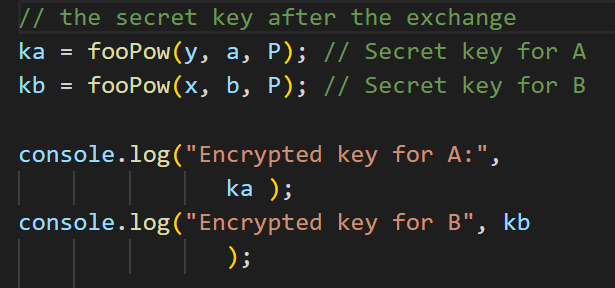 // the secret key after the exchange
ka = fooPow(y, a, P); // Secret key for A
kb = fooPow(x, b, P); // Secret key for B
console.log("Encrypted key for A:",
ka );
console.log("Encrypted key for B", kb
);